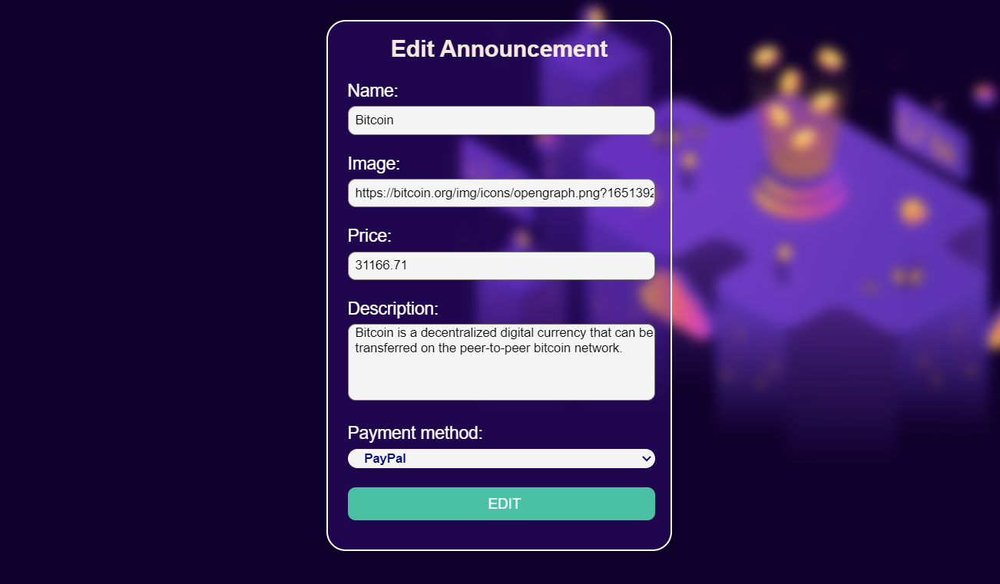 Edit Announcement
Name:
Bitcoin
Image:
https://bitcoin.org/img/icons/opengraph.png?1651392
Price:
31166.71
Description:
Bitcoin is a decentralized digital currency that can be
transferred on the peer-to-peer bitcoin network.
Payment method:
PayPal
EDIT